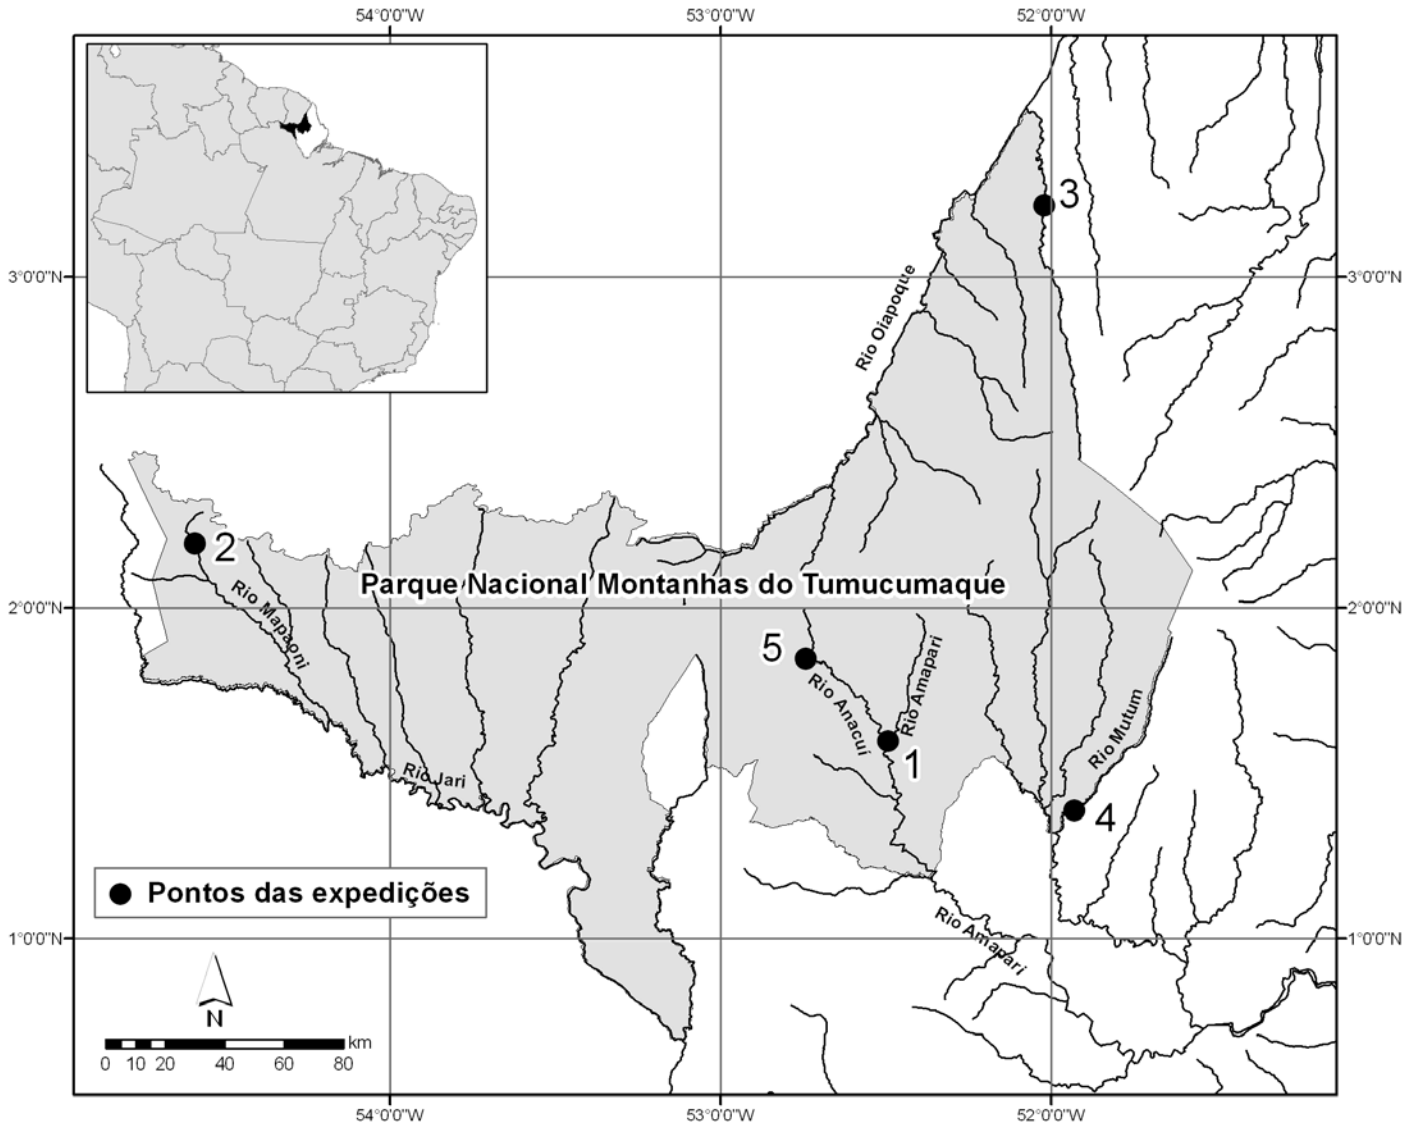 54°0'0"W
53°0'0"W
52°0'0"W
3
3°0'0"N
3°0'0"N
Rio Oiapoque
2
Parque Nacional Montanhas do Tumucumaque
Rio Mapaoni
2°0'0"N
2°0'0"N
5
Rio Anacuí
Rio Amapari
1
Rio Mutum
Rio Jari
4
Pontos das expedições
Rio Amapari
1°0'0"N
1°0'0"N
N
km
0 10 20 40 60 80
54°0'0"W
53°0'0"W
52°0'0"W